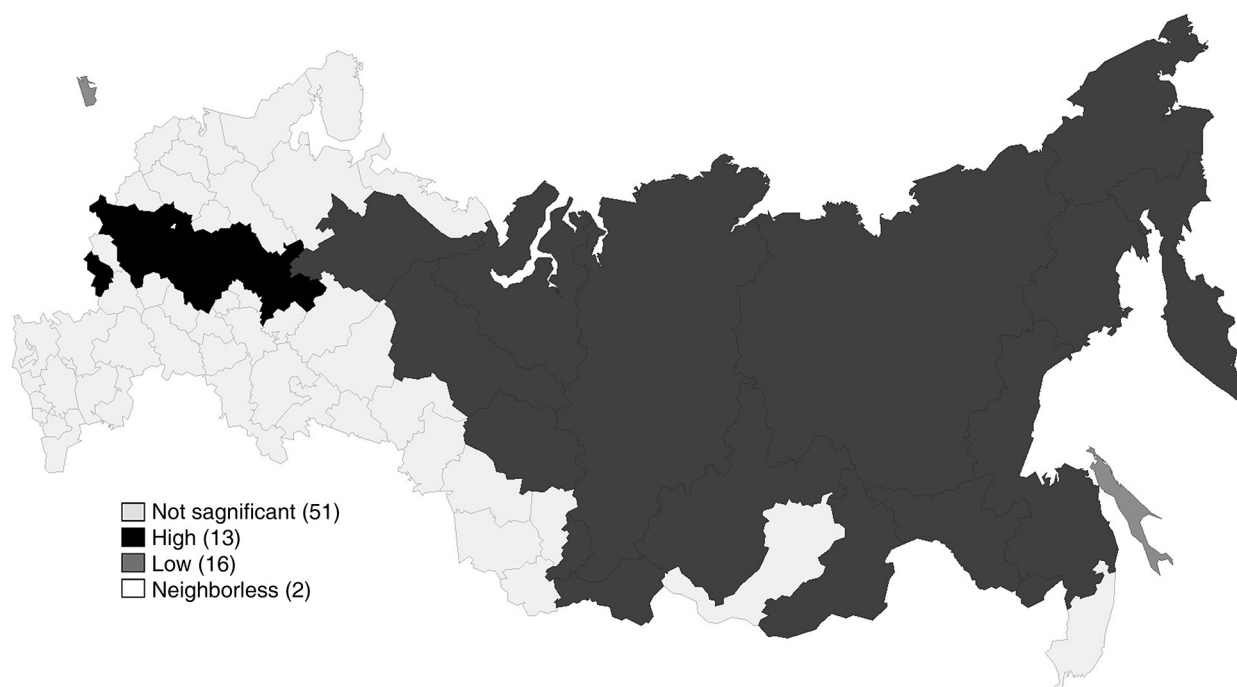 Not sagnificant (51)
High (13)
Low (16)
Neighborless (2)